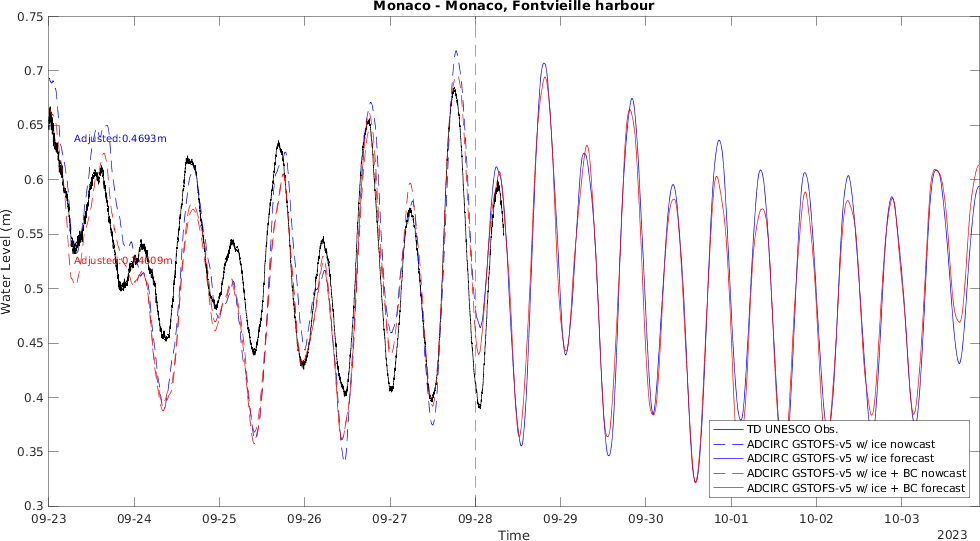 Monaco - Monaco, Fontvieille harbour
0.75
0.7
0.65
0.6
0.55
0.5
0.45
0.4
0.35
0.3
Water Level (m)
Adjusted:0.4693m
TD UNESCO Obs.
ADCIRC GSTOFS-v5 w/ ice nowcast
ADCIRC GSTOFS-v5 w/ ice forecast
ADCIRC GSTOFS-v5 w/ ice + BC nowcast
ADCIRC GSTOFS-v5 w/ ice + BC forecast
09-23 09-24 09-25 09-26 09-27 09-28 09-29 09-30 10-01 10-02 10-03
Time
2023